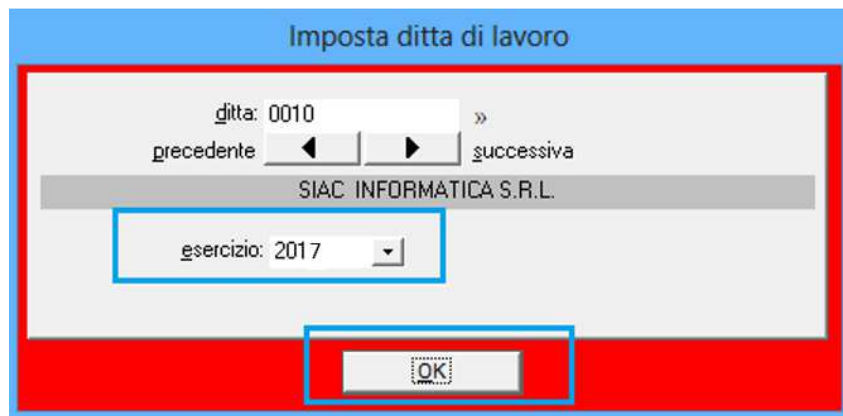 Imposta ditta di lavoro
ditta: 0010 »
precedente successiva
SIAC INFORMATICA S.R.L.
esercizio: 2017
OK